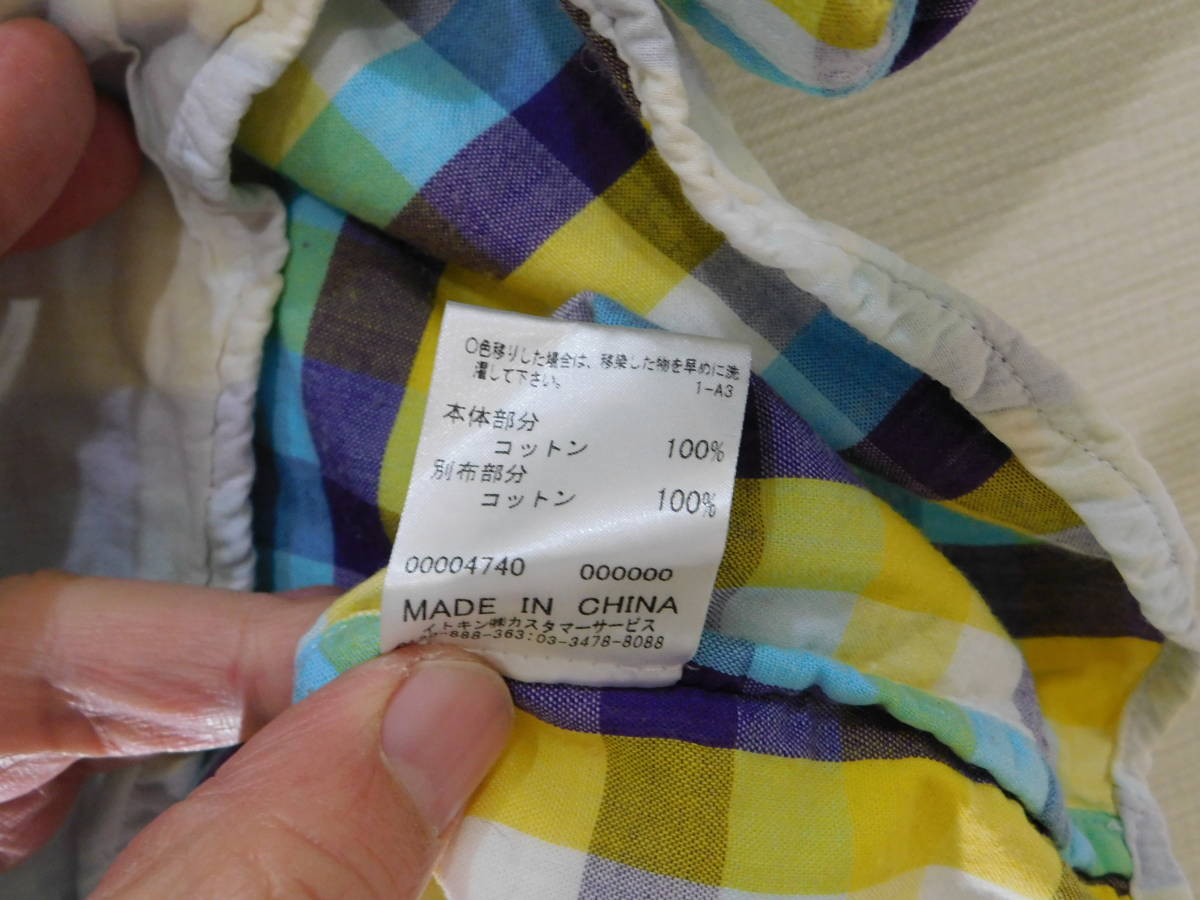 ○色移りした場合は、移染した物を早めに洗
濯して下さい。
1-A3
本体部分
コットン 100%
別布部分
コットン 100%
00004740 000000
MADE IN CHINA
イトキン㈱カスタマーサービス
888-363:03-3478-8088